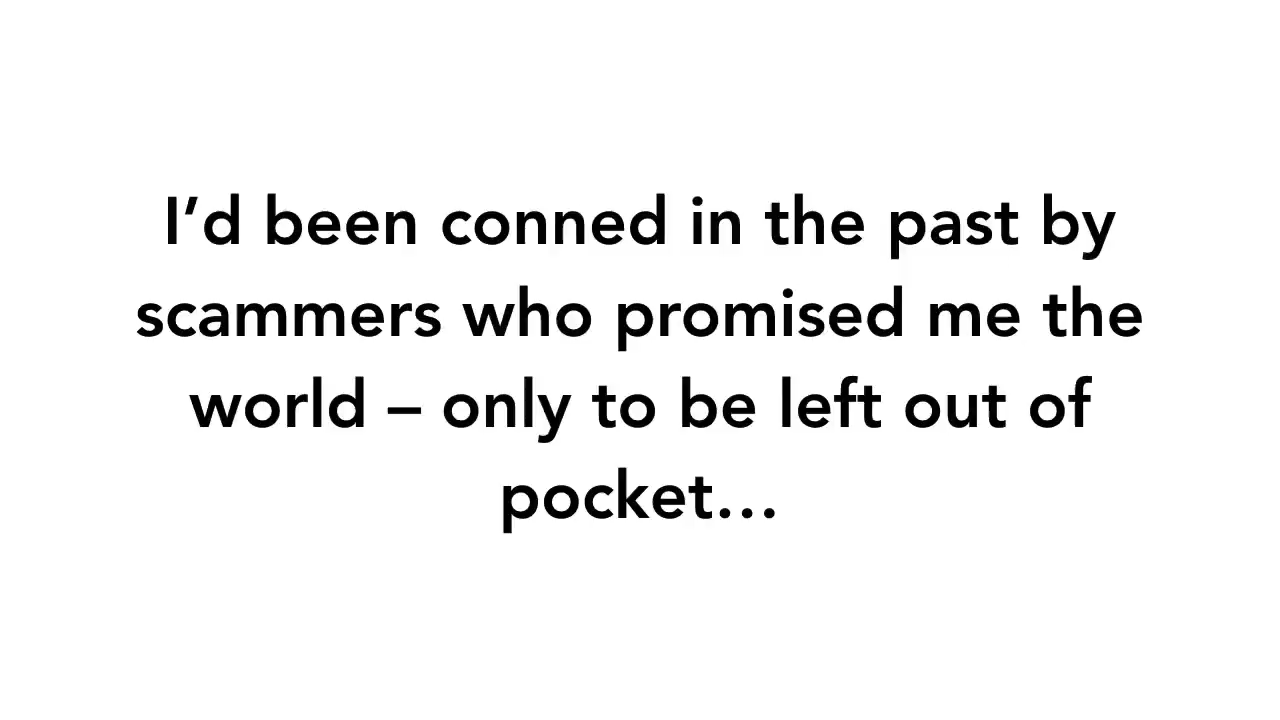 I’d been conned in the past by
scammers who promised me the
world – only to be left out of
pocket…